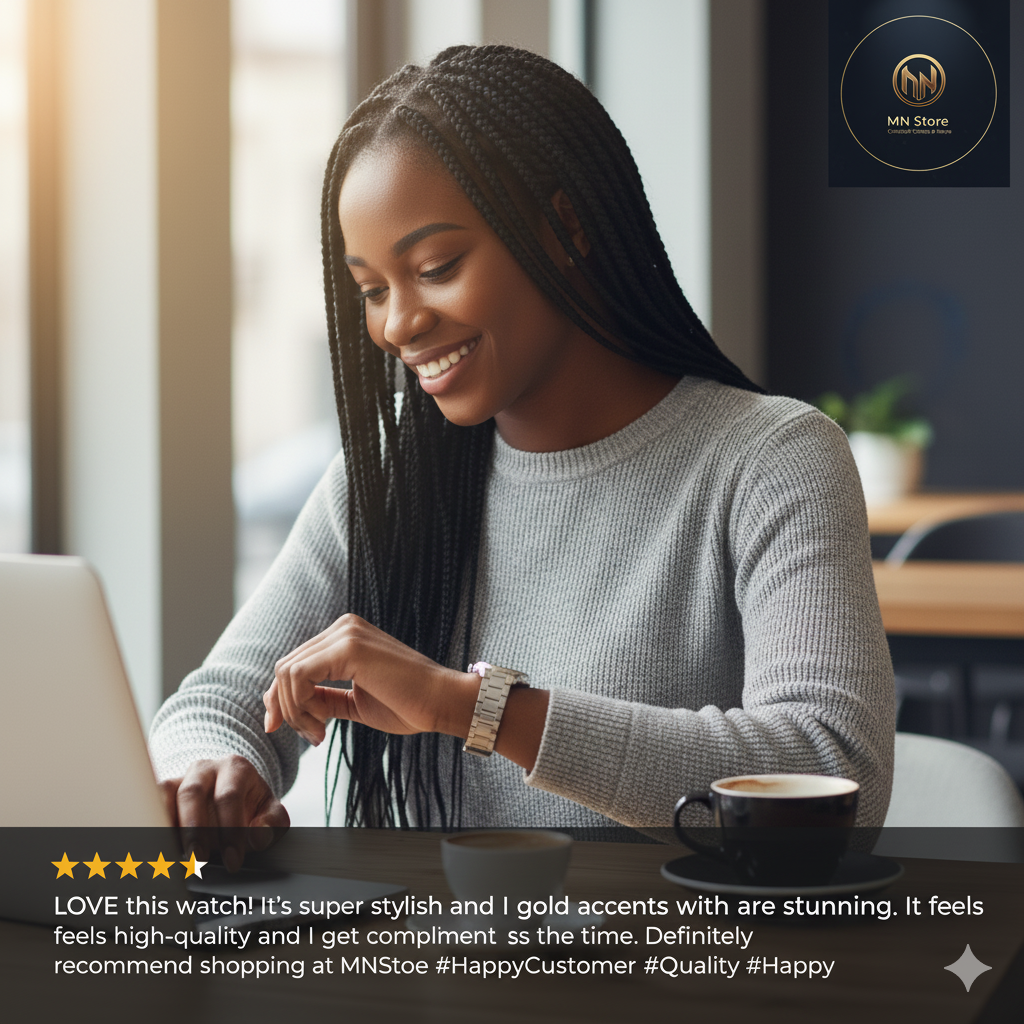 MN Store
LOVE this watch! It's super stylish and I gold accents with are stunning. It feels
feels high-quality and I get complment ss the time. Definitely
recommend shopping at MNStoe #HappyCustomer #Quality #Happy